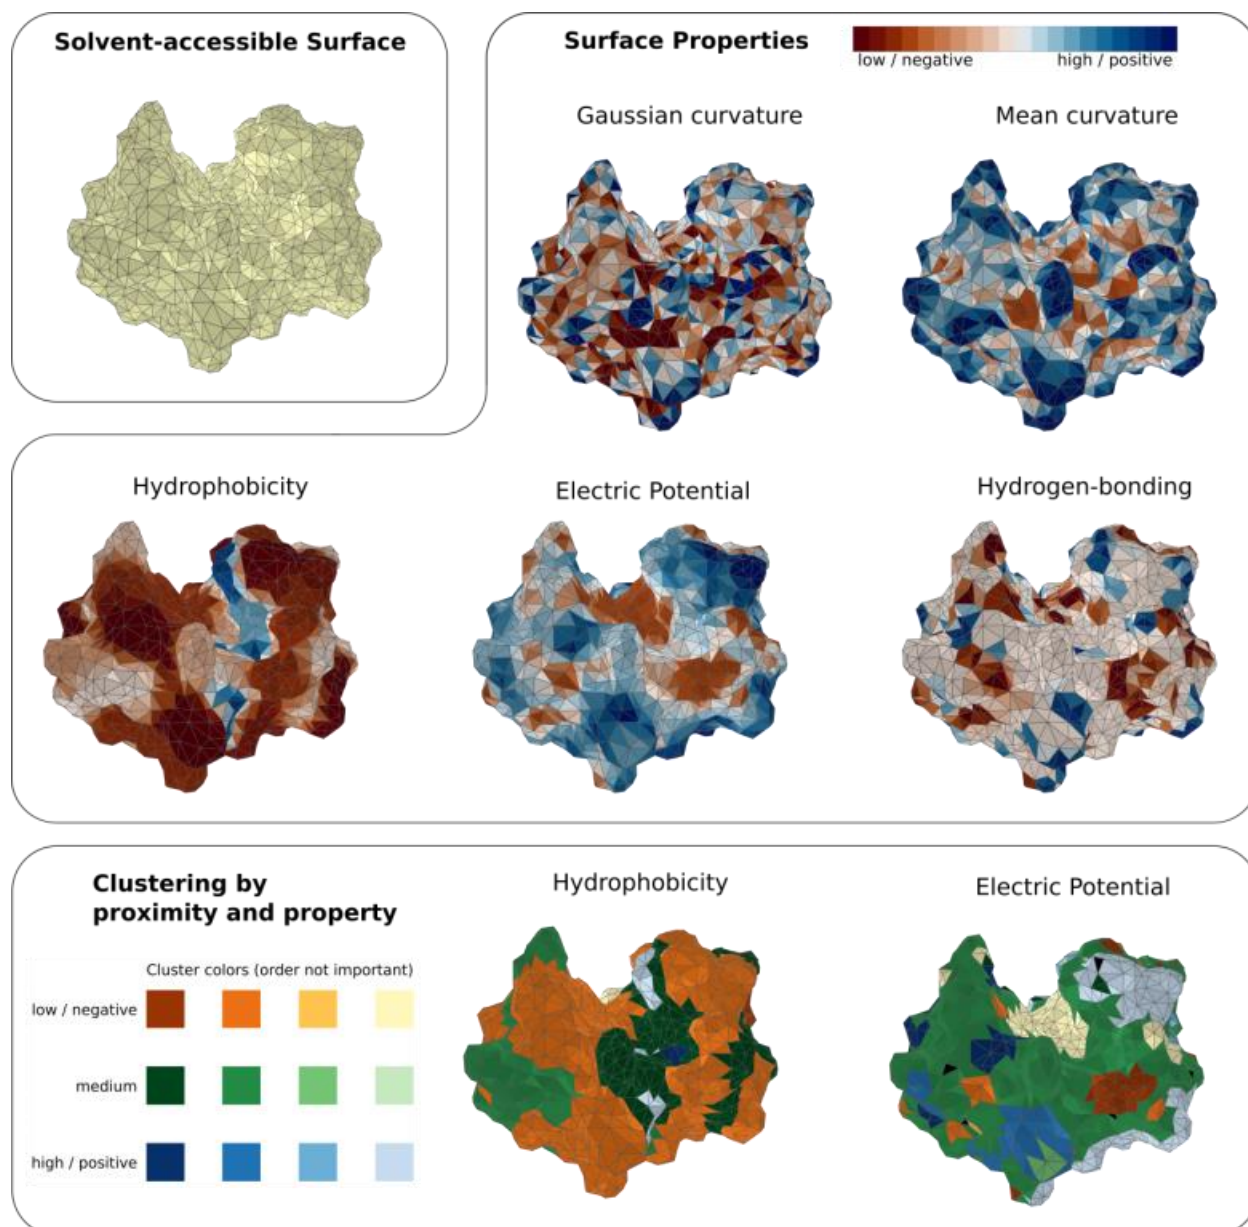 Solvent-accessible Surface
Surface Properties
low / negative
high / positive
Gaussian curvature
Mean curvature
Hydrophobicity
Electric Potential
Hydrogen-bonding
Clustering by
proximity and property
Cluster colors (order not important)
low / negative
medium
high / positive
Hydrophobicity
Electric Potential